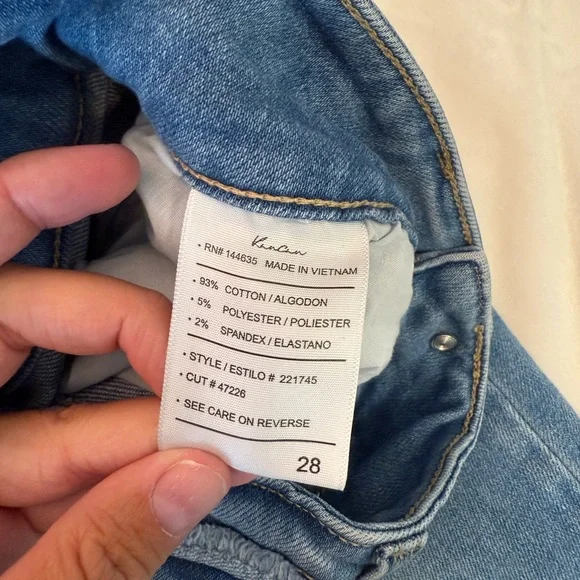 KanCan
• RN# 144635 MADE IN VIETNAM
• 93% COTTON / ALGODON
• 5% POLYESTER / POLIESTER
• 2% SPANDEX / ELASTANO
• STYLE / ESTILO # 221745
• CUT # 47226
• SEE CARE ON REVERSE
28